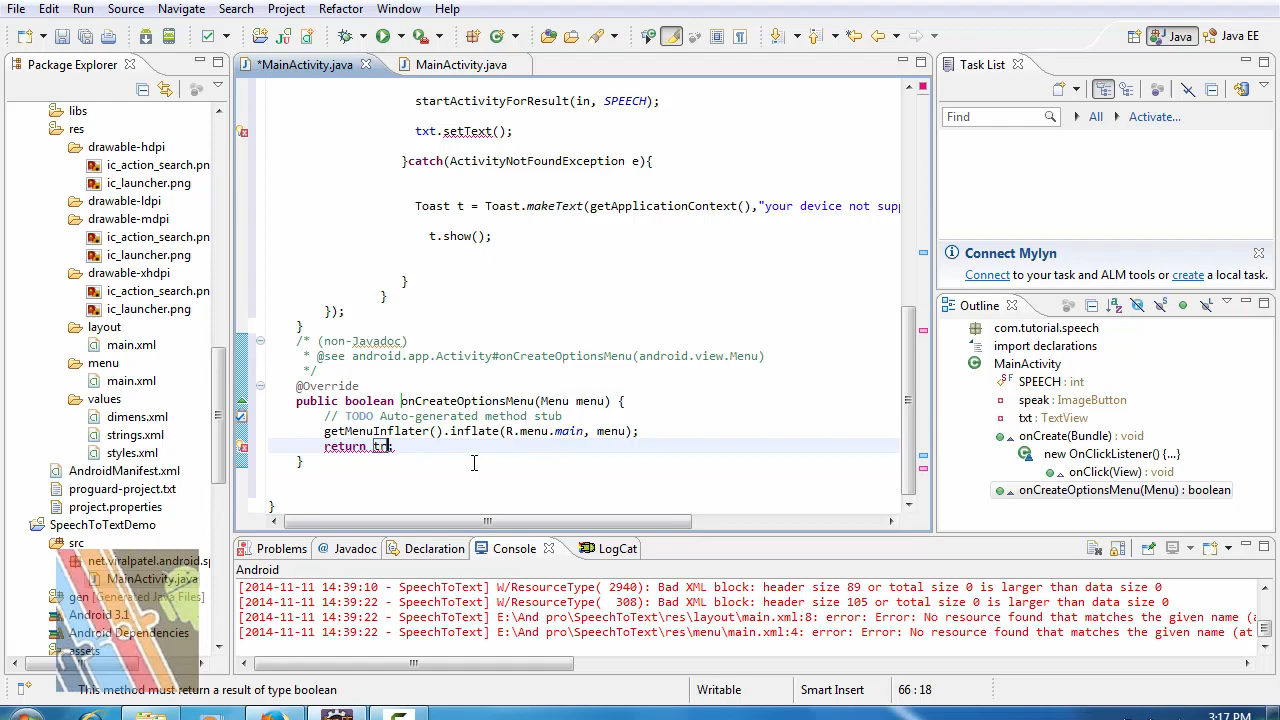 File Edit Source Refactor Navigate Search Project Refactor Window Help
Java
Java EE
Package Explorer
*MainActivity.java
MainActivity.java
Task List
libs
res
drawable-hdpi
ic_action_search.pn
ic_launcher.png
drawable-ldpi
drawable-mdpi
ic_action_search.pn
ic_launcher.png
drawable-xhdpi
ic_action_search.pn
ic_launcher.png
layout
main.xml
menu
main.xml
values
dimens.xml
strings.xml
styles.xml
AndroidManifest.xml
proguard-project.txt
project.properties
SpeechToTextDemo
src
net.viralpatel.android.s
MainActivity.java
gen [Generated Java Files]
Android 3.1
Android Dependencies
assets
startActivityForResult(in, SPEECH);
txt.setText();
}catch(ActivityNotFoundException e){
Toast t = Toast.makeText(getApplicationContext(),"your device not supp
t.show();
}
}
});
}
/* (non-Javadoc)
* @see android.app.Activity#onCreateOptionsMenu(android.view.Menu)
*/
@Override
public boolean onCreateOptionsMenu(Menu menu) {
// TODO Auto-generated method stub
getMenuInflater().inflate(R.menu.main, menu);
return tr;
}
}
Find
All
Activate...
Connect Mylyn
Connect to your task and ALM tools or create a local task.
Outline
com.tutorial.speech
import declarations
MainActivity
SPEECH : int
speak : ImageButton
txt : TextView
onCreate(Bundle) : void
new OnClickListener() {...}
onClick(View) : void
onCreateOptionsMenu(Menu) : boolean
Problems
Javadoc
Declaration
Console
LogCat
Android
[2014-11-11 14:39:10 - SpeechToText] W/ResourceType( 2940): Bad XML block: header size 89 or total size 0 is larger than data size 0
[2014-11-11 14:39:22 - SpeechToText] W/ResourceType( 308): Bad XML block: header size 105 or total size 0 is larger than data size 0
[2014-11-11 14:39:22 - SpeechToText] E:\And pro\SpeechToText\res\layout\main.xml:8: error: Error: No resource found that matches the given name (a
[2014-11-11 14:39:22 - SpeechToText] E:\And pro\SpeechToText\res\menu\main.xml:4: error: Error: No resource found that matches the given name (at
This method must return a result of type boolean
Writable
Smart Insert
66 : 18
3:17 PM